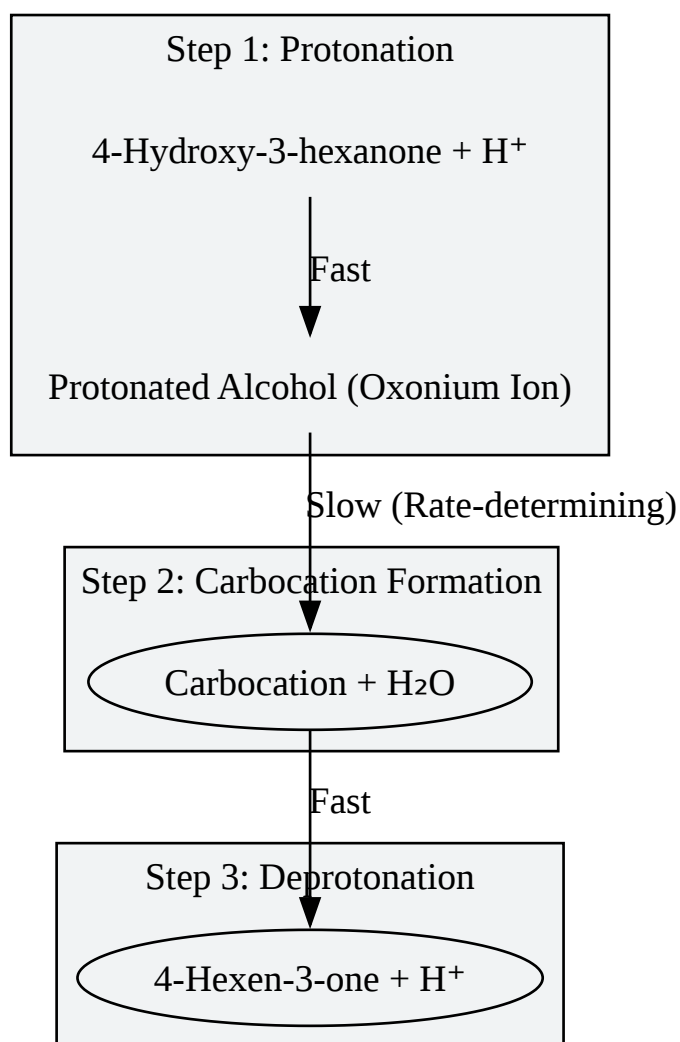 Step 1: Protonation
4-Hydroxy-3-hexanone + H⁺
Fast
Protonated Alcohol (Oxonium Ion)
Slow (Rate-determining)
Step 2: Carbocation Formation
Carbocation + H₂O
Fast
Step 3: Deprotonation
4-Hexen-3-one + H⁺